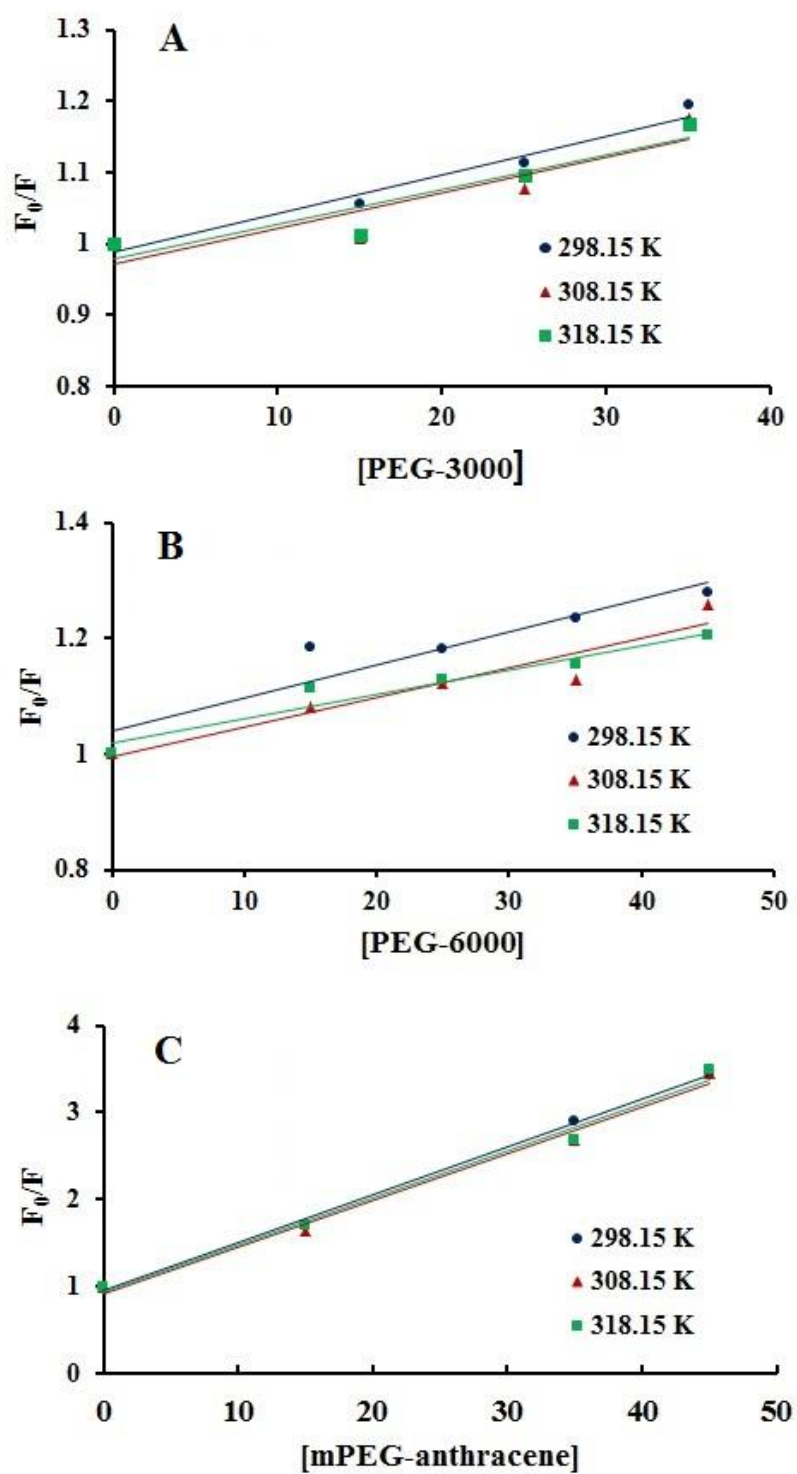 A
1.3
1.2
1.1
1
0.9
0.8
F0/F
298.15 K
308.15 K
318.15 K
0 10 20 30 40
[PEG-3000]
B
1.4
1.2
1
0.8
F0/F
298.15 K
308.15 K
318.15 K
0 10 20 30 40 50
[PEG-6000]
C
4
3
2
1
0
F0/F
298.15 K
308.15 K
318.15 K
0 10 20 30 40 50
[mPEG-anthracene]